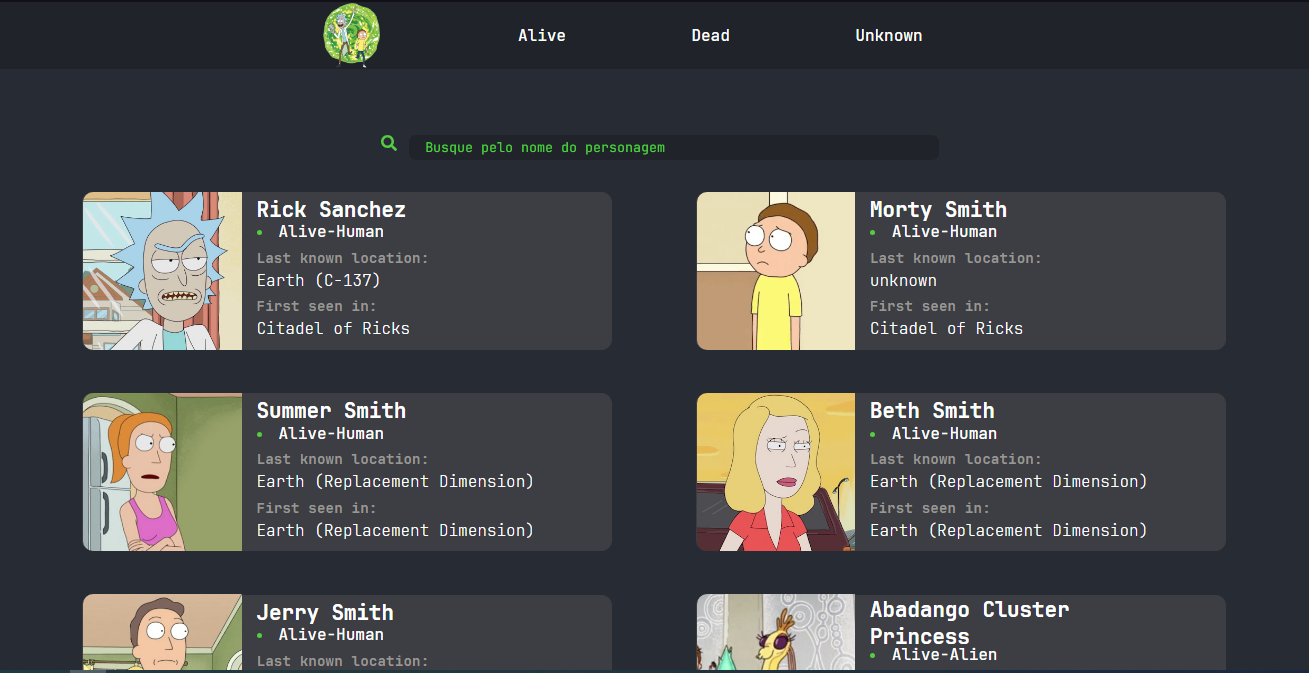 Alive
Dead
Unknown
Busque pelo nome do personagem
Rick Sanchez
Alive-Human
Last known location:
Earth (C-137)
First seen in:
Citadel of Ricks
Morty Smith
Alive-Human
Last known location:
unknown
First seen in:
Citadel of Ricks
Summer Smith
Alive-Human
Last known location:
Earth (Replacement Dimension)
First seen in:
Earth (Replacement Dimension)
Beth Smith
Alive-Human
Last known location:
Earth (Replacement Dimension)
First seen in:
Earth (Replacement Dimension)
Jerry Smith
Alive-Human
Last known location:
Abadango Cluster
Princess
Alive-Alien